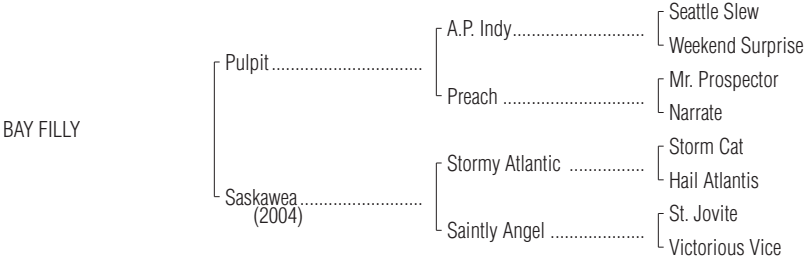 Seattle Slew
A.P. Indy..............................
Weekend Surprise
Pulpit................................
Mr. Prospector
Preach ..............................
Narrate
BAY FILLY
Storm Cat
Stormy Atlantic ................
Hail Atlantis
Saskawea..........................
(2004)
St. Jovite
Saintly Angel ....................
Victorious Vice